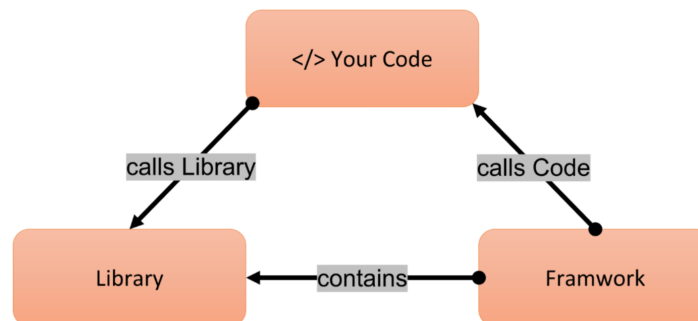 </> Your Code
calls Library
calls Code
Library
contains
Framwork